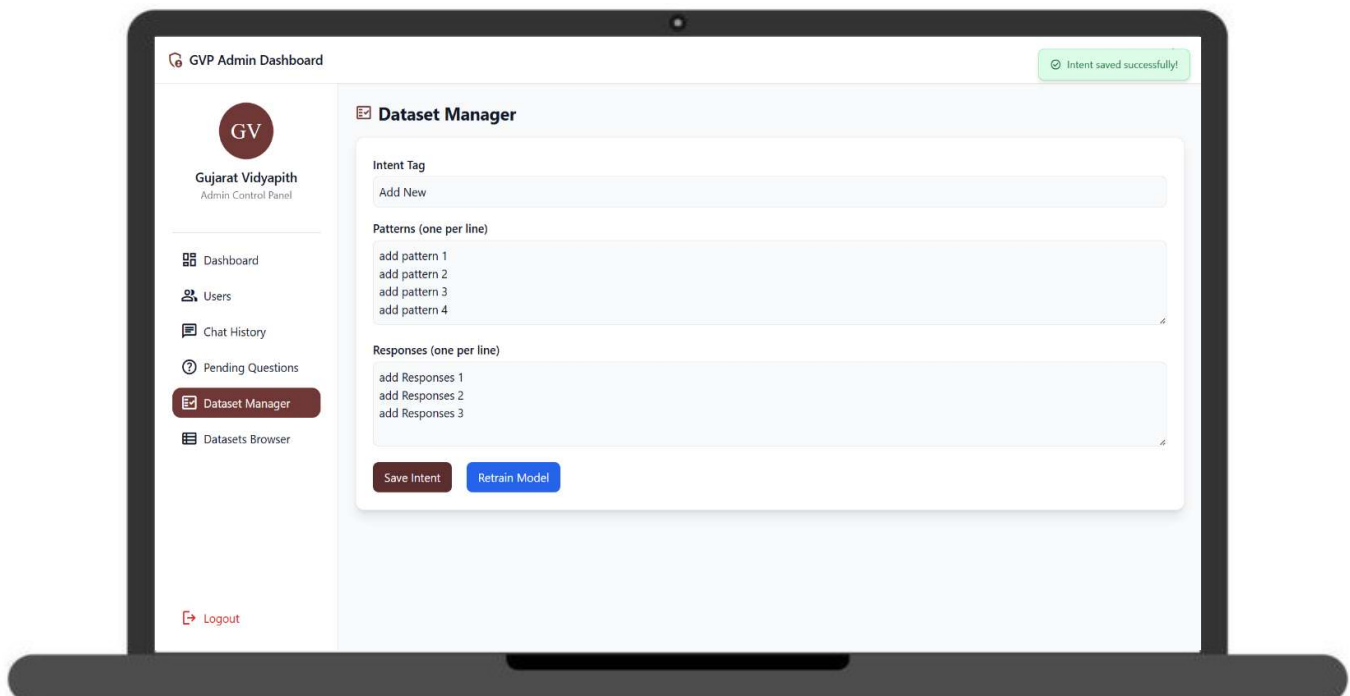 GVP Admin Dashboard
Intent saved successfully!
GV
Gujarat Vidyapith
Admin Control Panel
Dashboard
Users
Chat History
Pending Questions
Dataset Manager
Datasets Browser
Logout
Dataset Manager
Intent Tag
Add New
Patterns (one per line)
add pattern 1
add pattern 2
add pattern 3
add pattern 4
Responses (one per line)
add Responses 1
add Responses 2
add Responses 3
Save Intent
Retrain Model